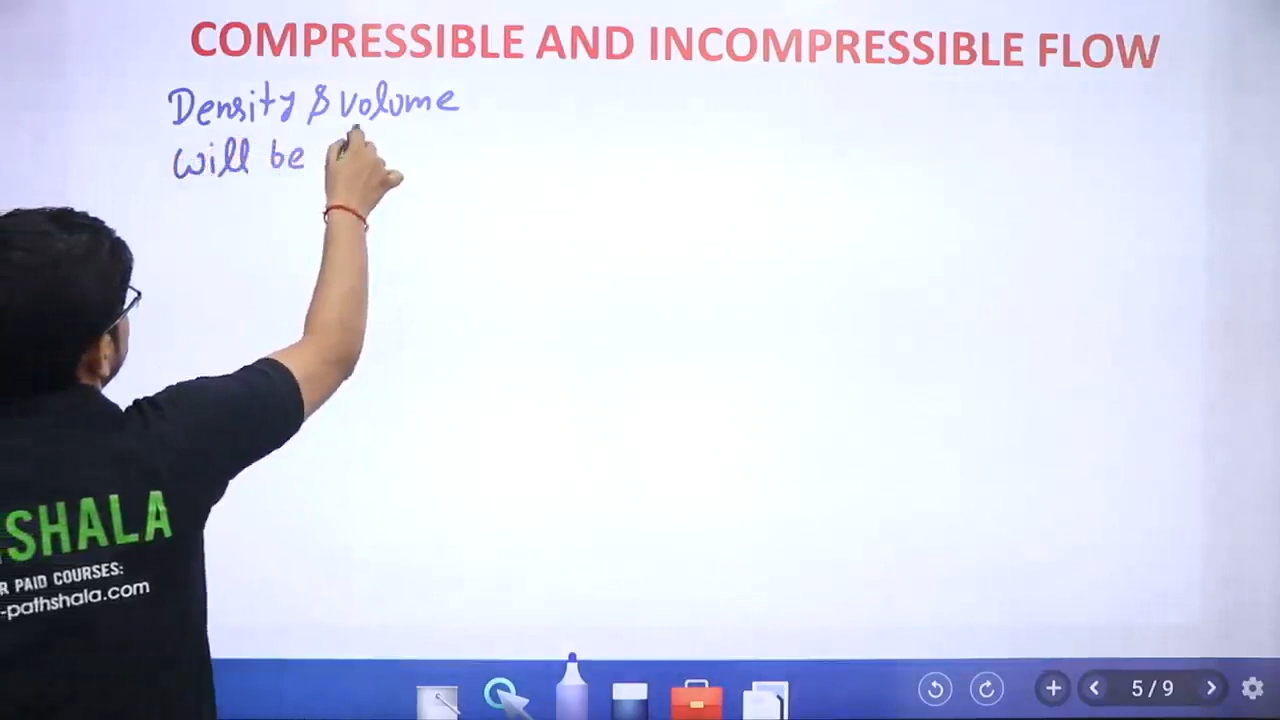 COMPRESSIBLE AND INCOMPRESSIBLE FLOW
Density & volume
will be
SHALA
R PAID COURSES:
-pathshala.com
5 / 9